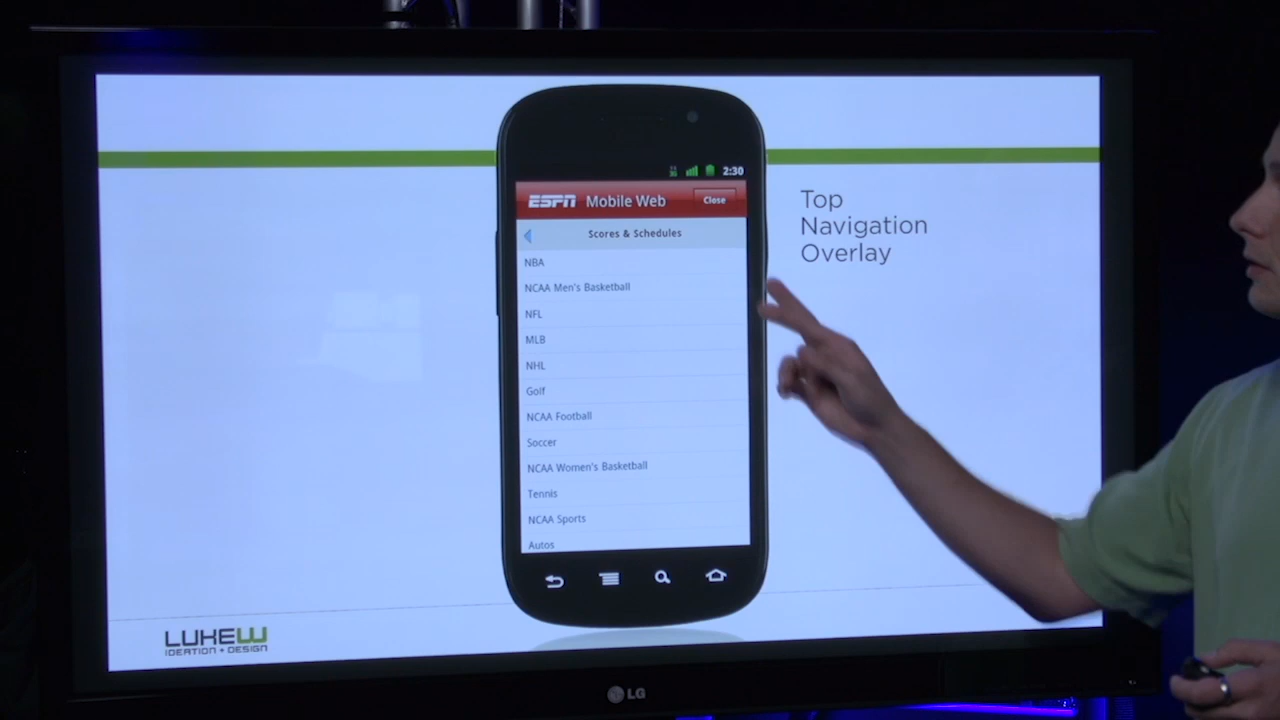 2:30
ESPN Mobile Web Close
Scores & Schedules
NBA
NCAA Men's Basketball
NFL
MLB
NHL
Golf
NCAA Football
Soccer
NCAA Women's Basketball
Tennis
NCAA Sports
Autos
Top
Navigation
Overlay
LUKEW
IDEATION + DESIGN
LG